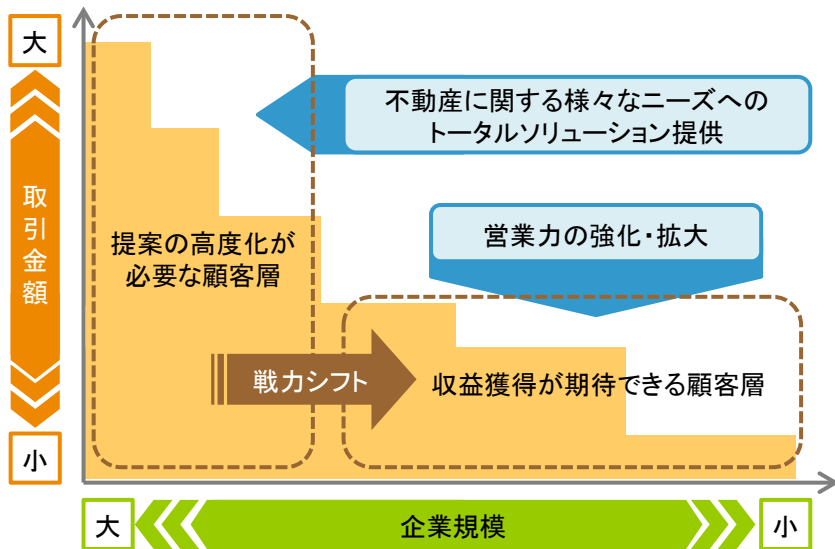 大
不動産に関する様々なニーズへの
トータルソリューション提供
取引金額
営業力の強化・拡大
提案の高度化が
必要な顧客層
戦力シフト
収益獲得が期待できる顧客層
小
大
企業規模
小